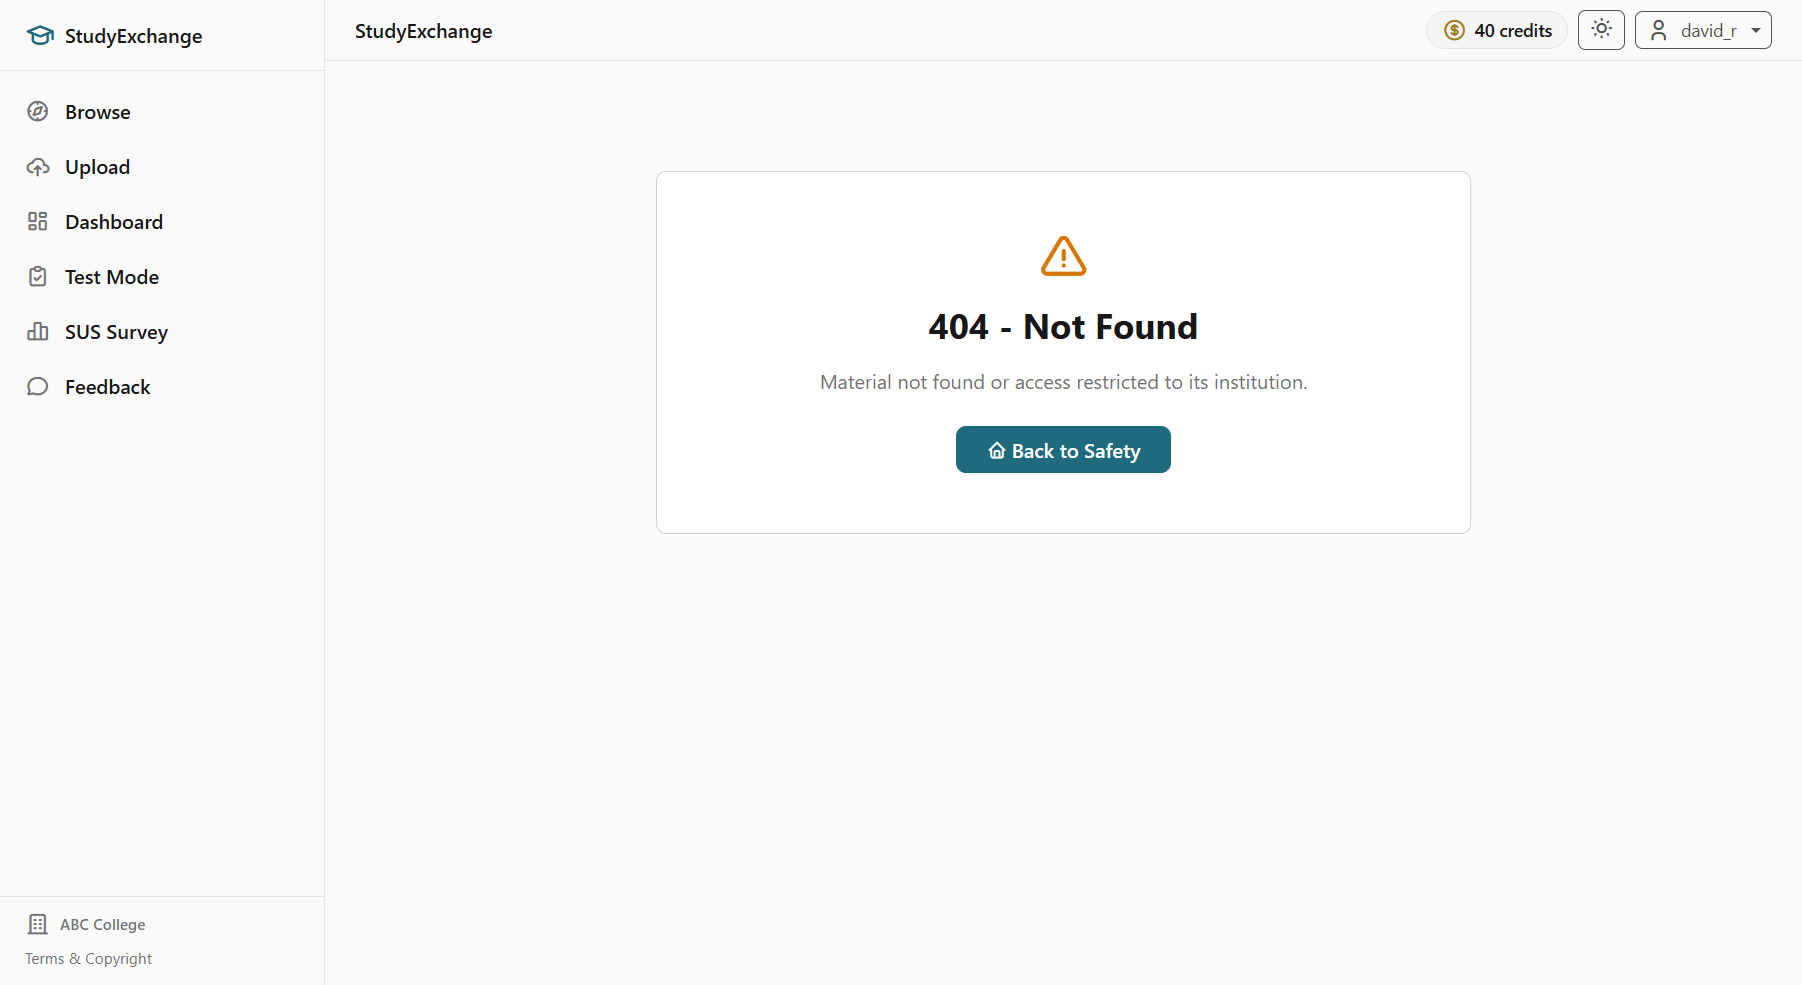 StudyExchange
Browse
Upload
Dashboard
Test Mode
SUS Survey
Feedback
ABC College
Terms & Copyright
StudyExchange
40 credits
david_r
404 - Not Found
Material not found or access restricted to its institution.
Back to Safety